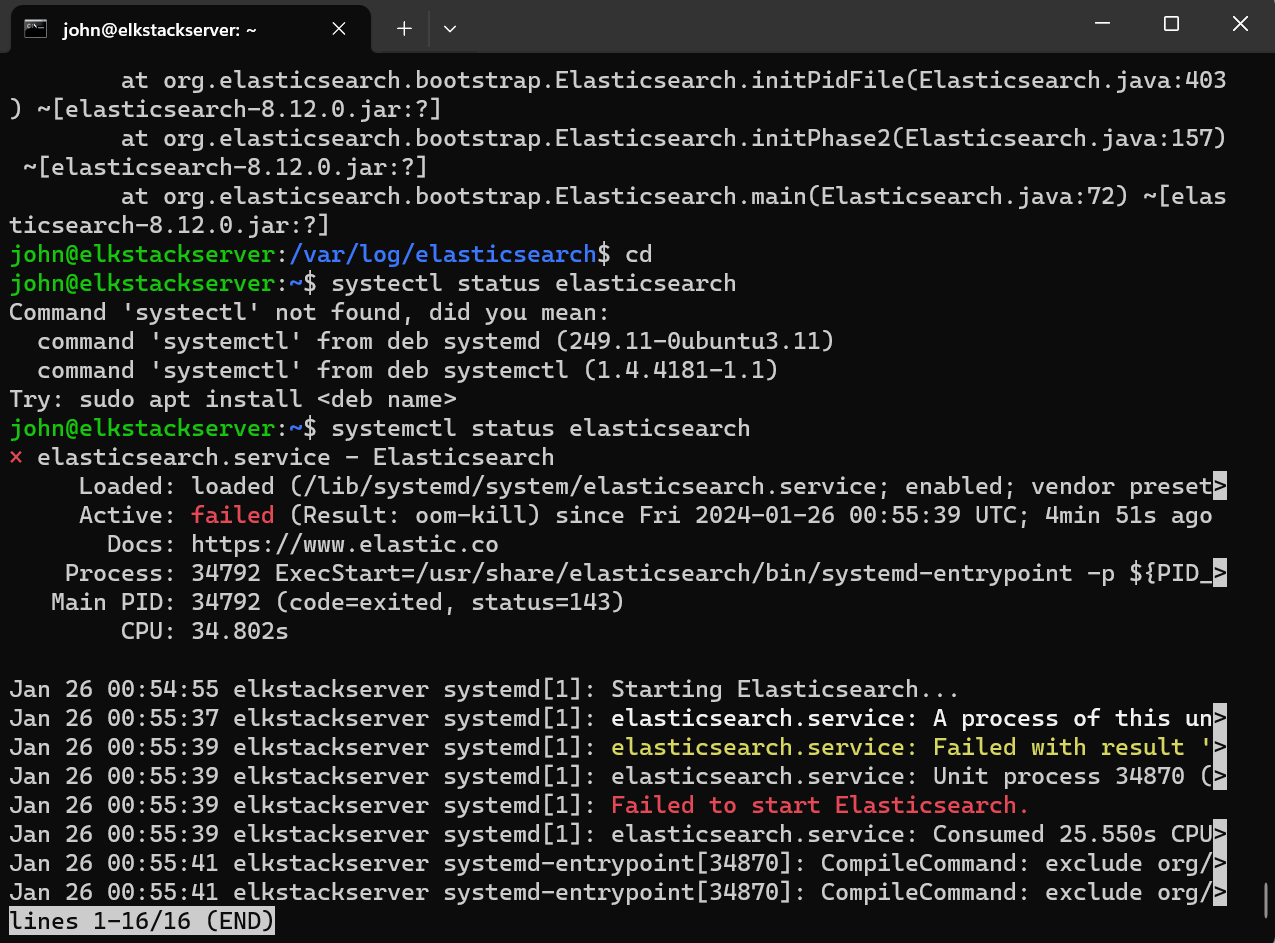 john@elkstackserver: ~
        at org.elasticsearch.bootstrap.Elasticsearch.initPidFile(Elasticsearch.java:403
) ~[elasticsearch-8.12.0.jar:?]
        at org.elasticsearch.bootstrap.Elasticsearch.initPhase2(Elasticsearch.java:157)
 ~[elasticsearch-8.12.0.jar:?]
        at org.elasticsearch.bootstrap.Elasticsearch.main(Elasticsearch.java:72) ~[elas
ticsearch-8.12.0.jar:?]
john@elkstackserver:/var/log/elasticsearch$ cd
john@elkstackserver:~$ systectl status elasticsearch
Command 'systectl' not found, did you mean:
  command 'systemctl' from deb systemd (249.11-0ubuntu3.11)
  command 'systemctl' from deb systemctl (1.4.4181-1.1)
Try: sudo apt install <deb name>
john@elkstackserver:~$ systemctl status elasticsearch
× elasticsearch.service - Elasticsearch
     Loaded: loaded (/lib/systemd/system/elasticsearch.service; enabled; vendor preset>
     Active: failed (Result: oom-kill) since Fri 2024-01-26 00:55:39 UTC; 4min 51s ago
       Docs: https://www.elastic.co
    Process: 34792 ExecStart=/usr/share/elasticsearch/bin/systemd-entrypoint -p ${PID_>
   Main PID: 34792 (code=exited, status=143)
        CPU: 34.802s

Jan 26 00:54:55 elkstackserver systemd[1]: Starting Elasticsearch...
Jan 26 00:55:37 elkstackserver systemd[1]: elasticsearch.service: A process of this un>
Jan 26 00:55:39 elkstackserver systemd[1]: elasticsearch.service: Failed with result '>
Jan 26 00:55:39 elkstackserver systemd[1]: elasticsearch.service: Unit process 34870 (>
Jan 26 00:55:39 elkstackserver systemd[1]: Failed to start Elasticsearch.
Jan 26 00:55:39 elkstackserver systemd[1]: elasticsearch.service: Consumed 25.550s CPU>
Jan 26 00:55:41 elkstackserver systemd-entrypoint[34870]: CompileCommand: exclude org/>
Jan 26 00:55:41 elkstackserver systemd-entrypoint[34870]: CompileCommand: exclude org/>
lines 1-16/16 (END)